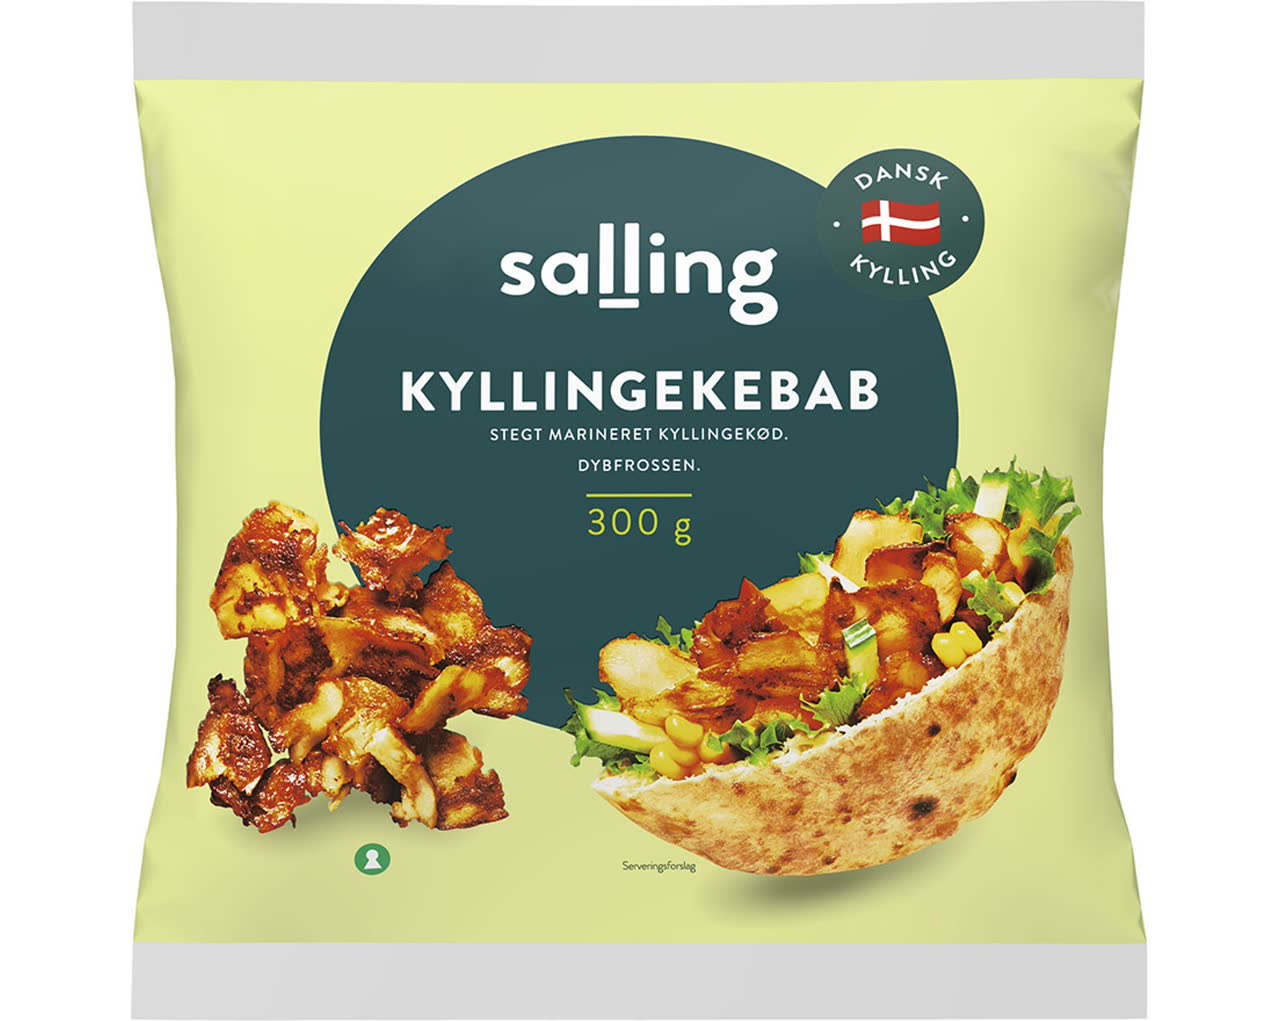 DANSK
KYLLING
salling
KYLLINGEKEBAB
STEGT MARINERET KYLLINGEKØD.
DYBFROSSEN.
300 g
Serveringsforslag